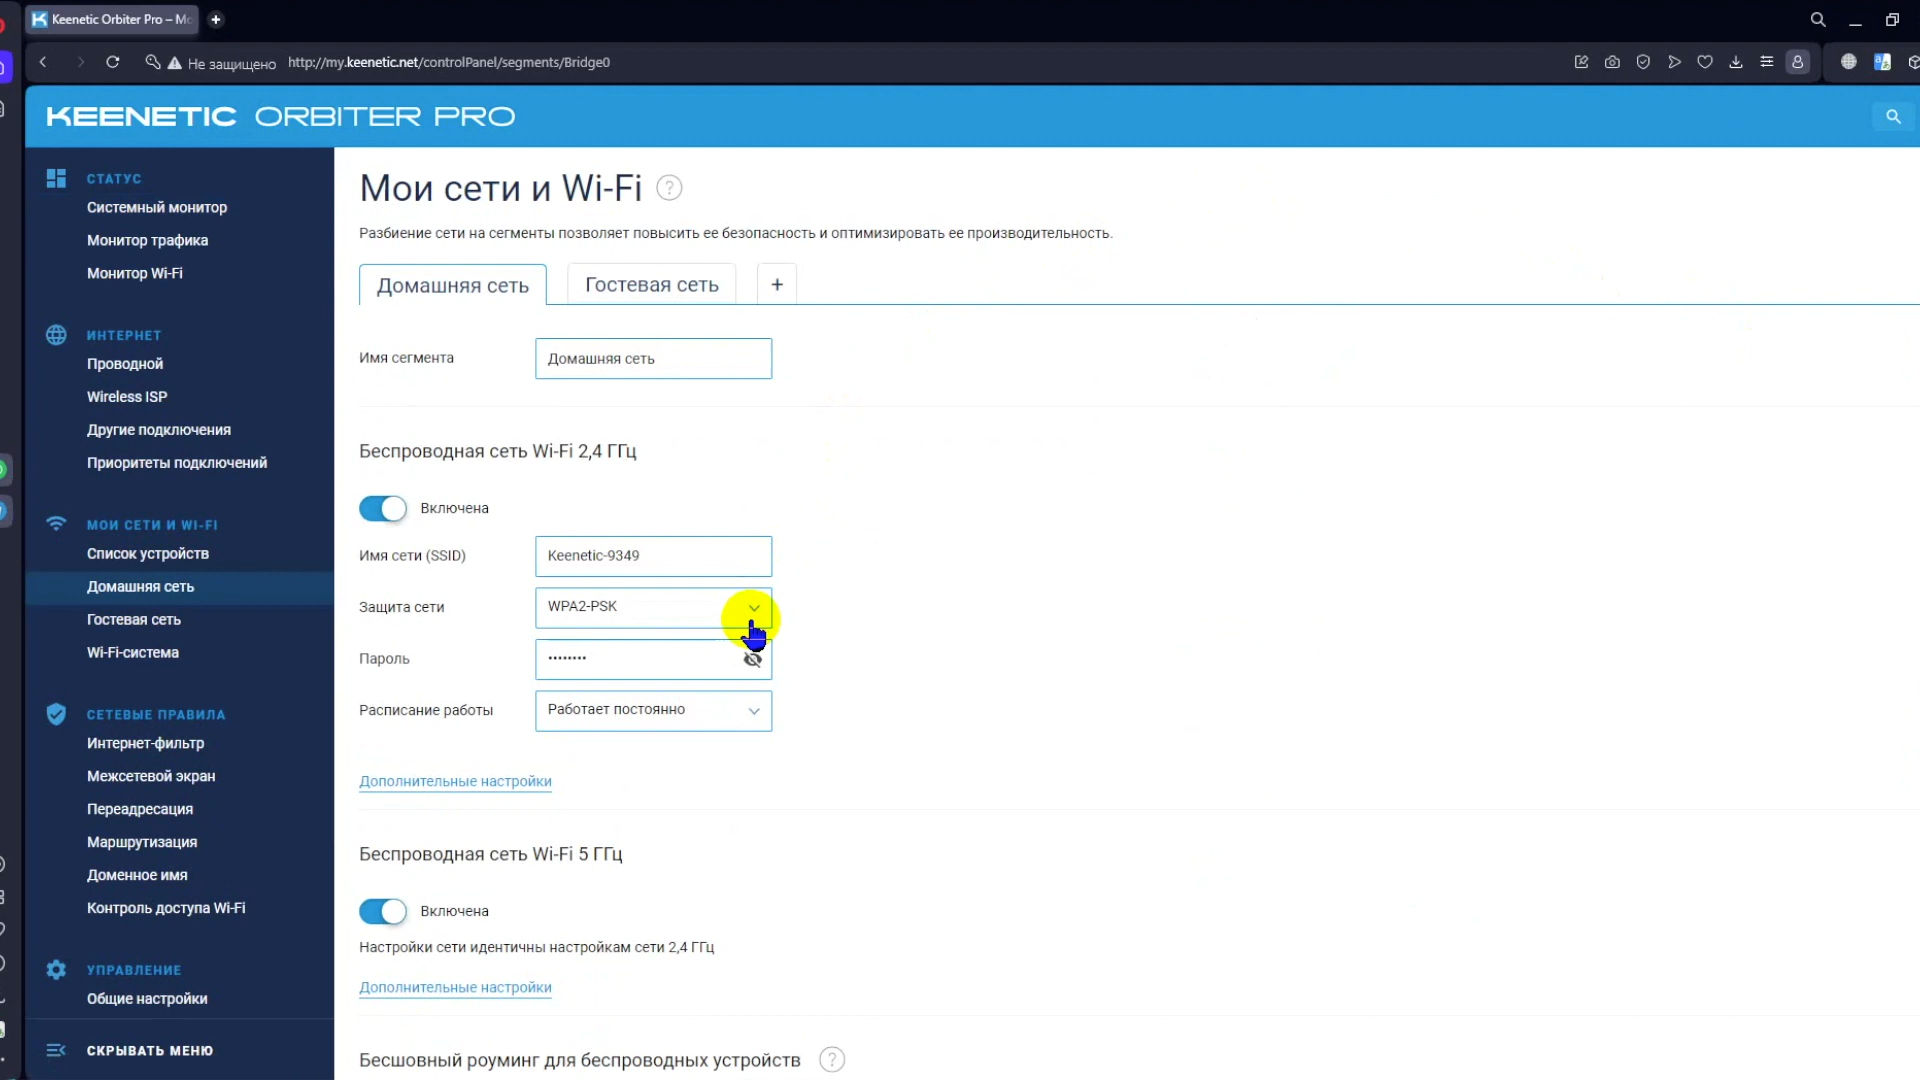 Keenetic Orbiter Pro – Мо
Не защищено http://my.keenetic.net/controlPanel/segments/Bridge0
KEENETIC ORBITER PRO
СТАТУС
Системный монитор
Монитор трафика
Монитор Wi-Fi
ИНТЕРНЕТ
Проводной
Wireless ISP
Другие подключения
Приоритеты подключений
МОИ СЕТИ И WI-FI
Список устройств
Домашняя сеть
Гостевая сеть
Wi-Fi-система
СЕТЕВЫЕ ПРАВИЛА
Интернет-фильтр
Межсетевой экран
Переадресация
Маршрутизация
Доменное имя
Контроль доступа Wi-Fi
УПРАВЛЕНИЕ
Общие настройки
СКРЫВАТЬ МЕНЮ
Мои сети и Wi-Fi ?
Разбиение сети на сегменты позволяет повысить ее безопасность и оптимизировать ее производительность.
Домашняя сеть Гостевая сеть +
Имя сегмента Домашняя сеть
Беспроводная сеть Wi-Fi 2,4 ГГц
Включена
Имя сети (SSID) Keenetic-9349
Защита сети WPA2-PSK
Пароль ••••••••
Расписание работы Работает постоянно
Дополнительные настройки
Беспроводная сеть Wi-Fi 5 ГГц
Включена
Настройки сети идентичны настройкам сети 2,4 ГГц
Дополнительные настройки
Бесшовный роуминг для беспроводных устройств ?